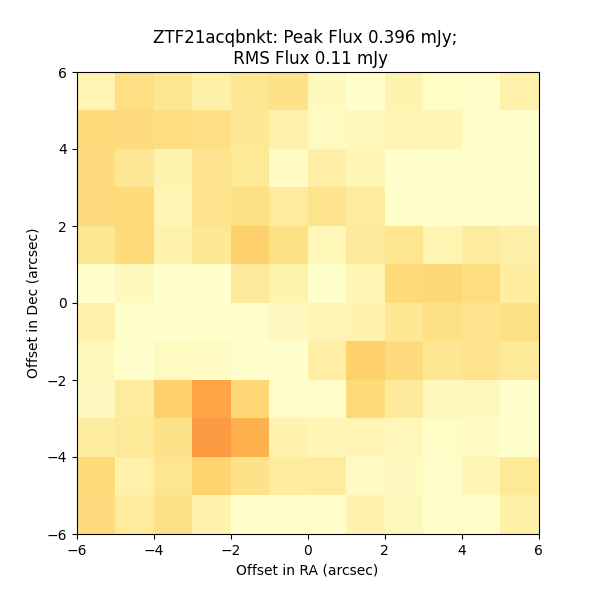 ZTF21acqbnkt: Peak Flux 0.396 mJy;
RMS Flux 0.11 mJy
6
4
2
0
−2
−4
−6
Offset in Dec (arcsec)
−6 −4 −2 0 2 4 6
Offset in RA (arcsec)